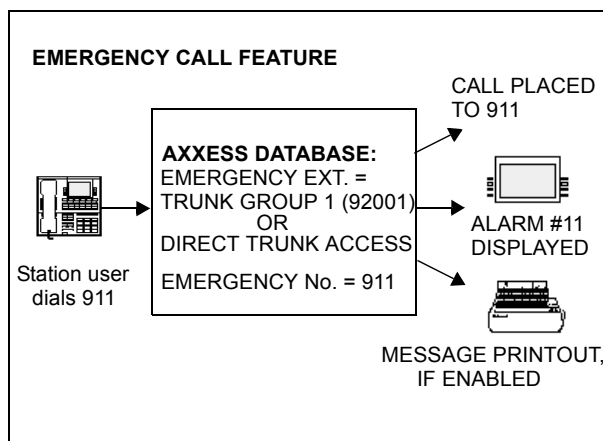 EMERGENCY CALL FEATURE
Station user
dials 911
AXXESS DATABASE:
EMERGENCY EXT. =
TRUNK GROUP 1 (92001)
OR
DIRECT TRUNK ACCESS
EMERGENCY No. = 911
CALL PLACED
TO 911
ALARM #11
DISPLAYED
MESSAGE PRINTOUT,
IF ENABLED